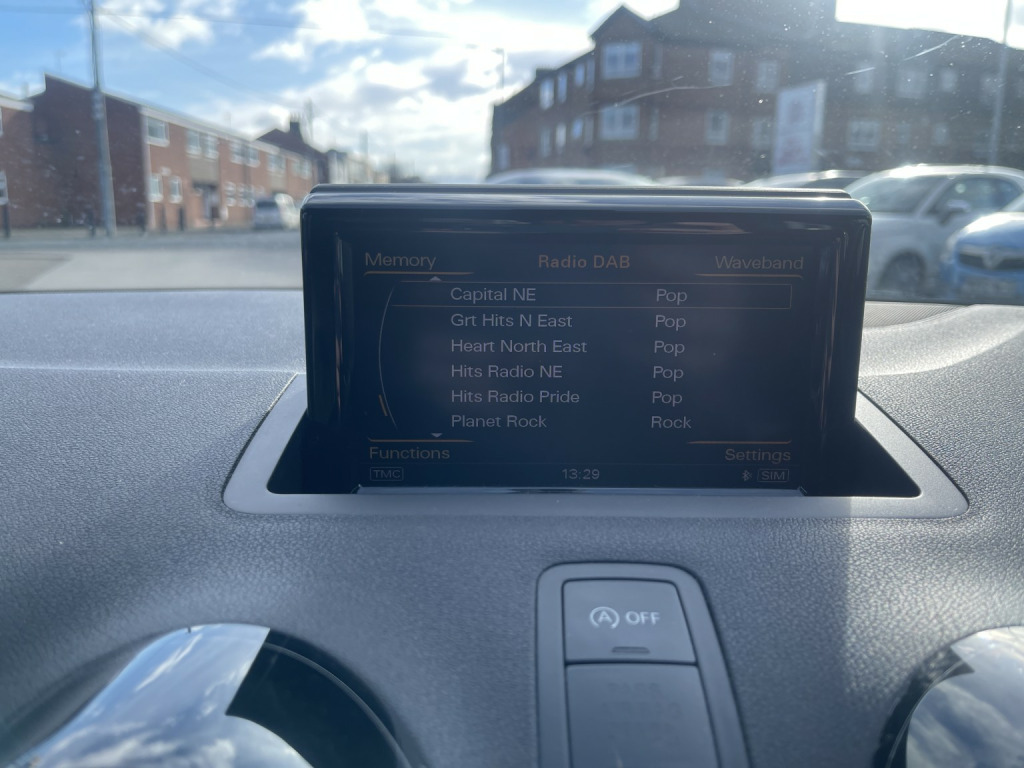 Memory Radio DAB Waveband
Capital NE Pop
Grt Hits N East Pop
Heart North East Pop
Hits Radio NE Pop
Hits Radio Pride Pop
Planet Rock Rock
Functions Settings
TMC 13:29 SIM
A OFF